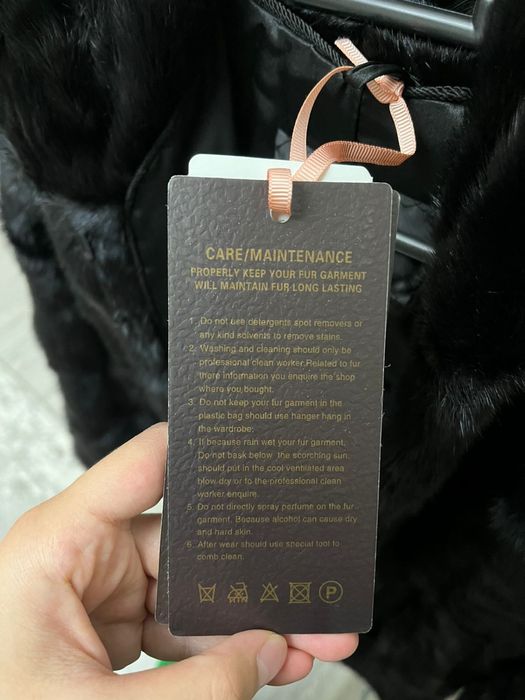 CARE/MAINTENANCE
PROPERLY KEEP YOUR FUR GARMENT
WILL MAINTAIN FUR LONG LASTING
1. Do not use detergents spot removers or
any kind solvents to remove stains.
2. Washing and cleaning should only be
professional clean worker.Related to fur
there information you enquire the shop
where you bought.
3. Do not keep your fur garment in the
plastic bag should use hanger hang in
the wardrobe.
4. If because rain wet your fur garment,
Do not bask below the scorching sun.
should put in the cool ventilated area
blow dry or to the professional clean
worker enquire.
5. Do not directly spray perfume on the fur
garment. Because alcohol can cause dry
and hard skin.
6. After wear should use special tool to
comb clean.
P